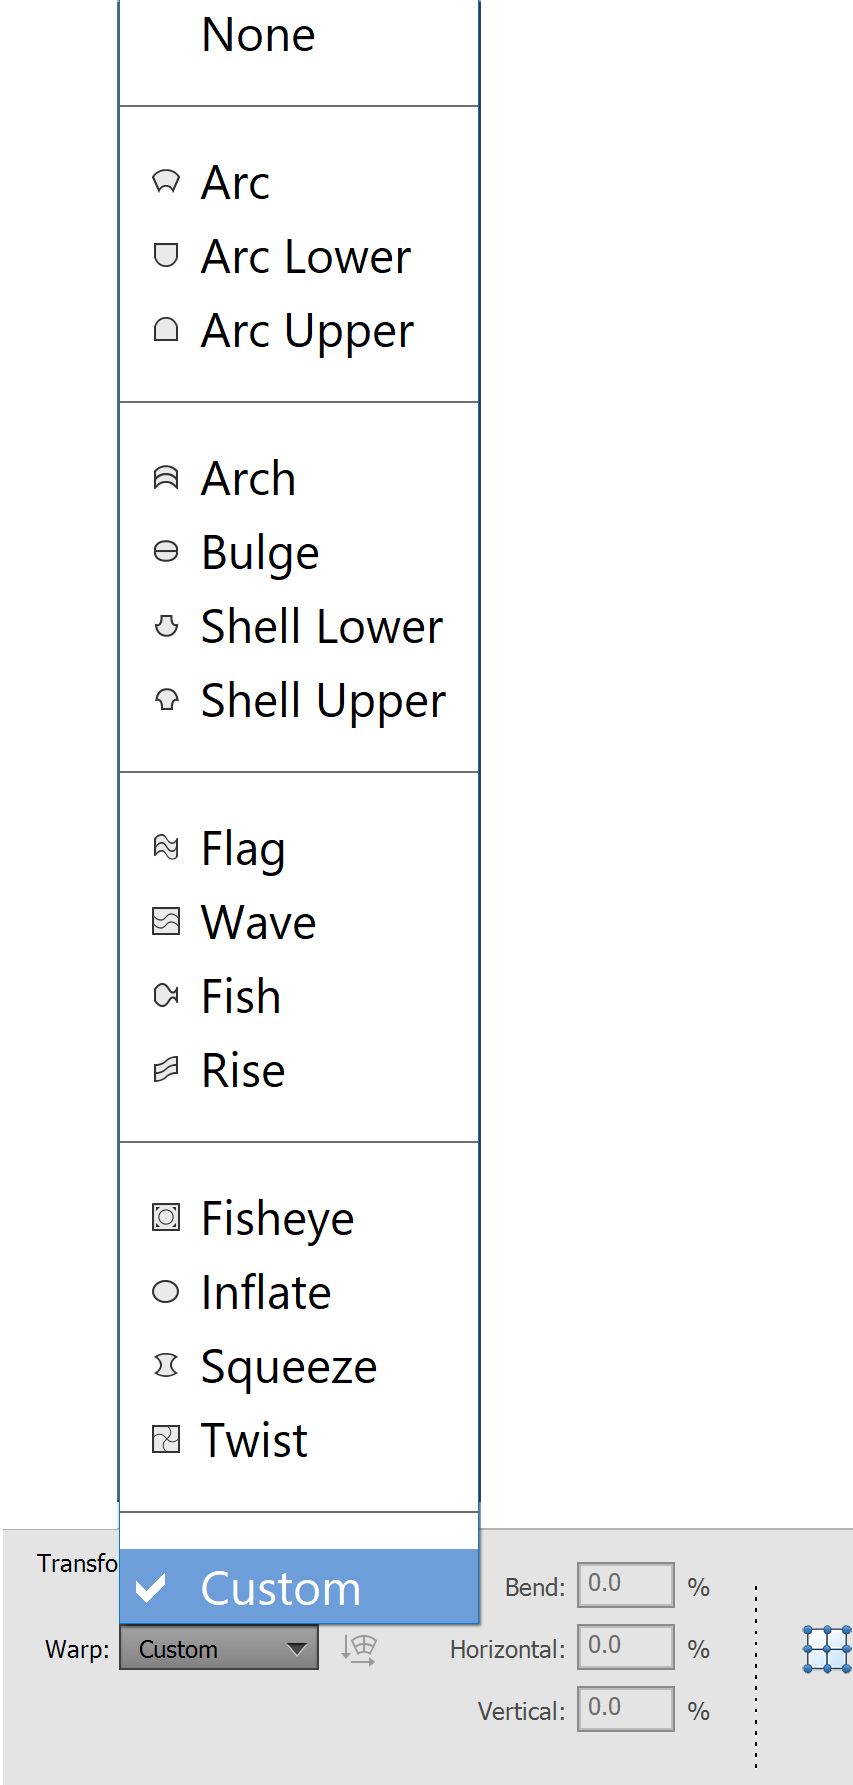 None
Arc
Arc Lower
Arc Upper
Arch
Bulge
Shell Lower
Shell Upper
Flag
Wave
Fish
Rise
Fisheye
Inflate
Squeeze
Twist
Custom
Transfo
Bend: 0.0 %
Warp: Custom
Horizontal: 0.0 %
Vertical: 0.0 %